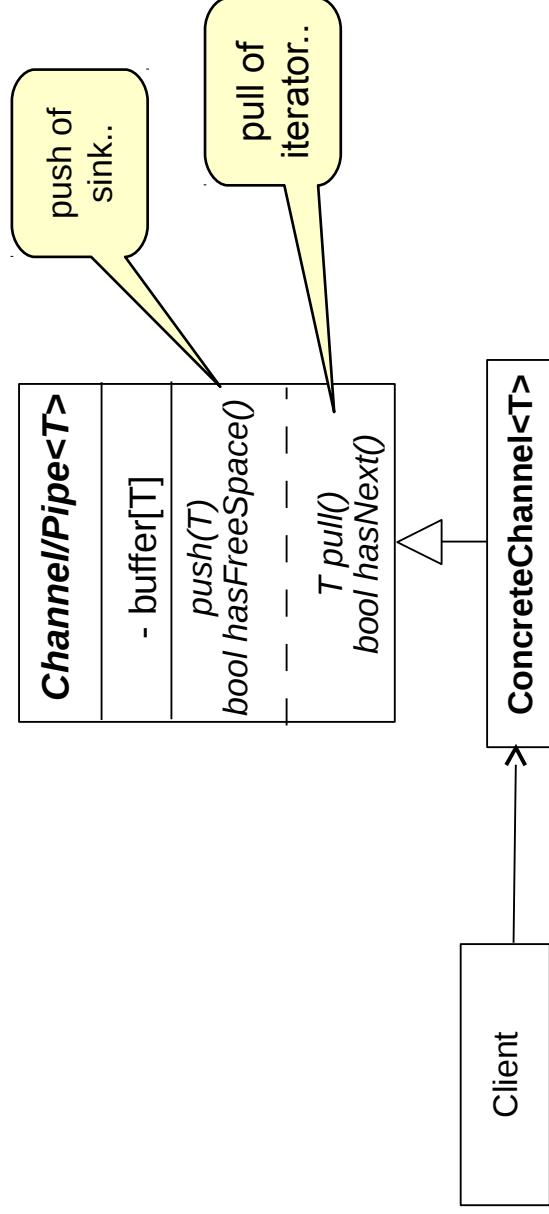 push of
sink..
pull of
iterator..
Channel/Pipe<T>
- buffer[T]
push(T)
bool hasFreeSpace()
T pull()
bool hasNext()
ConcreteChannel<T>
Client